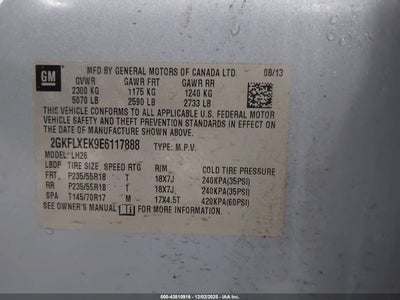 GM
MFD BY GENERAL MOTORS OF CANADA LTD. 08/13
GVWR GAWR FRT GAWR RR
2300 KG 1175 KG 1240 KG
5070 LB 2590 LB 2733 LB
THIS VEHICLE CONFORMS TO ALL APPLICABLE U.S. FEDERAL MOTOR
VEHICLE SAFETY AND THEFT PREVENTION STANDARDS IN EFFECT
ON THE DATE OF MANUFACTURE SHOWN ABOVE.
2GKFLXEK9E6117888 TYPE: M.P.V.
MODEL: LH26
LBDP TIRE SIZE SPEED RTG RIM COLD TIRE PRESSURE
FRT P235/55R18 T 18X7J 240KPA(35PSI)
RR P235/55R18 T 18X7J 240KPA(35PSI)
SPA T145/70R17 M 17X4.5T 420KPA(60PSI)
SEE OWNER'S MANUAL FOR MORE INFORMATION.
000-43810916 - 12/02/2025 - IAAI.COM